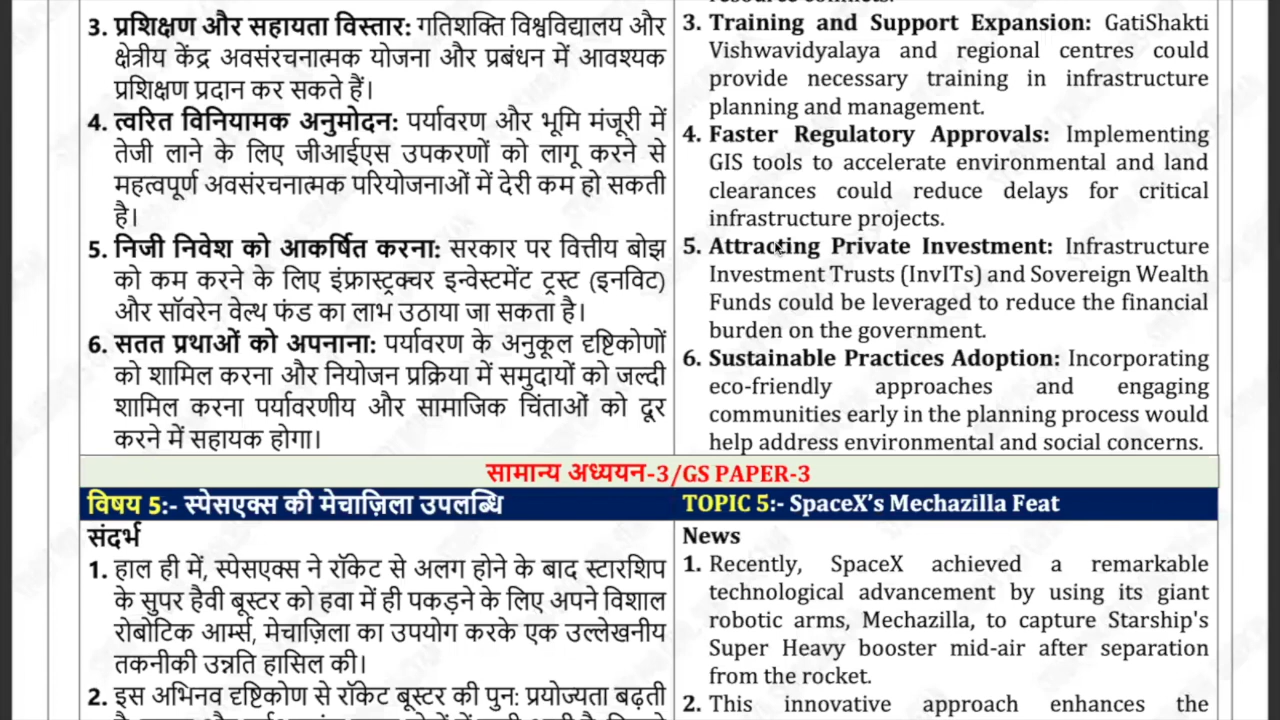 3. प्रशिक्षण और सहायता विस्तार: गतिशक्ति विश्वविद्यालय और
क्षेत्रीय केंद्र अवसंरचनात्मक योजना और प्रबंधन में आवश्यक
प्रशिक्षण प्रदान कर सकते हैं।
4. त्वरित विनियामक अनुमोदन: पर्यावरण और भूमि मंजूरी में
तेजी लाने के लिए जीआईएस उपकरणों को लागू करने से
महत्वपूर्ण अवसंरचनात्मक परियोजनाओं में देरी कम हो सकती
है।
5. निजी निवेश को आकर्षित करना: सरकार पर वित्तीय बोझ
को कम करने के लिए इंफ्रास्ट्रक्चर इन्वेस्टमेंट ट्रस्ट (इनविट)
और सॉवरेन वेल्थ फंड का लाभ उठाया जा सकता है।
6. सतत प्रथाओं को अपनाना: पर्यावरण के अनुकूल दृष्टिकोणों
को शामिल करना और नियोजन प्रक्रिया में समुदायों को जल्दी
शामिल करना पर्यावरणीय और सामाजिक चिंताओं को दूर
करने में सहायक होगा।
resource conflicts.
3. Training and Support Expansion: GatiShakti
Vishwavidyalaya and regional centres could
provide necessary training in infrastructure
planning and management.
4. Faster Regulatory Approvals: Implementing
GIS tools to accelerate environmental and land
clearances could reduce delays for critical
infrastructure projects.
5. Attracting Private Investment: Infrastructure
Investment Trusts (InvITs) and Sovereign Wealth
Funds could be leveraged to reduce the financial
burden on the government.
6. Sustainable Practices Adoption: Incorporating
eco-friendly approaches and engaging
communities early in the planning process would
help address environmental and social concerns.
सामान्य अध्ययन-3/GS PAPER-3
विषय 5:- स्पेसएक्स की मेचाज़िला उपलब्धि
TOPIC 5:- SpaceX’s Mechazilla Feat
संदर्भ
1. हाल ही में, स्पेसएक्स ने रॉकेट से अलग होने के बाद स्टारशिप
के सुपर हैवी बूस्टर को हवा में ही पकड़ने के लिए अपने विशाल
रोबोटिक आर्म्स, मेचाज़िला का उपयोग करके एक उल्लेखनीय
तकनीकी उन्नति हासिल की।
2. इस अभिनव दृष्टिकोण से रॉकेट बूस्टर की पुन: प्रयोज्यता बढ़ती
News
1. Recently, SpaceX achieved a remarkable
technological advancement by using its giant
robotic arms, Mechazilla, to capture Starship's
Super Heavy booster mid-air after separation
from the rocket.
2. This innovative approach enhances the